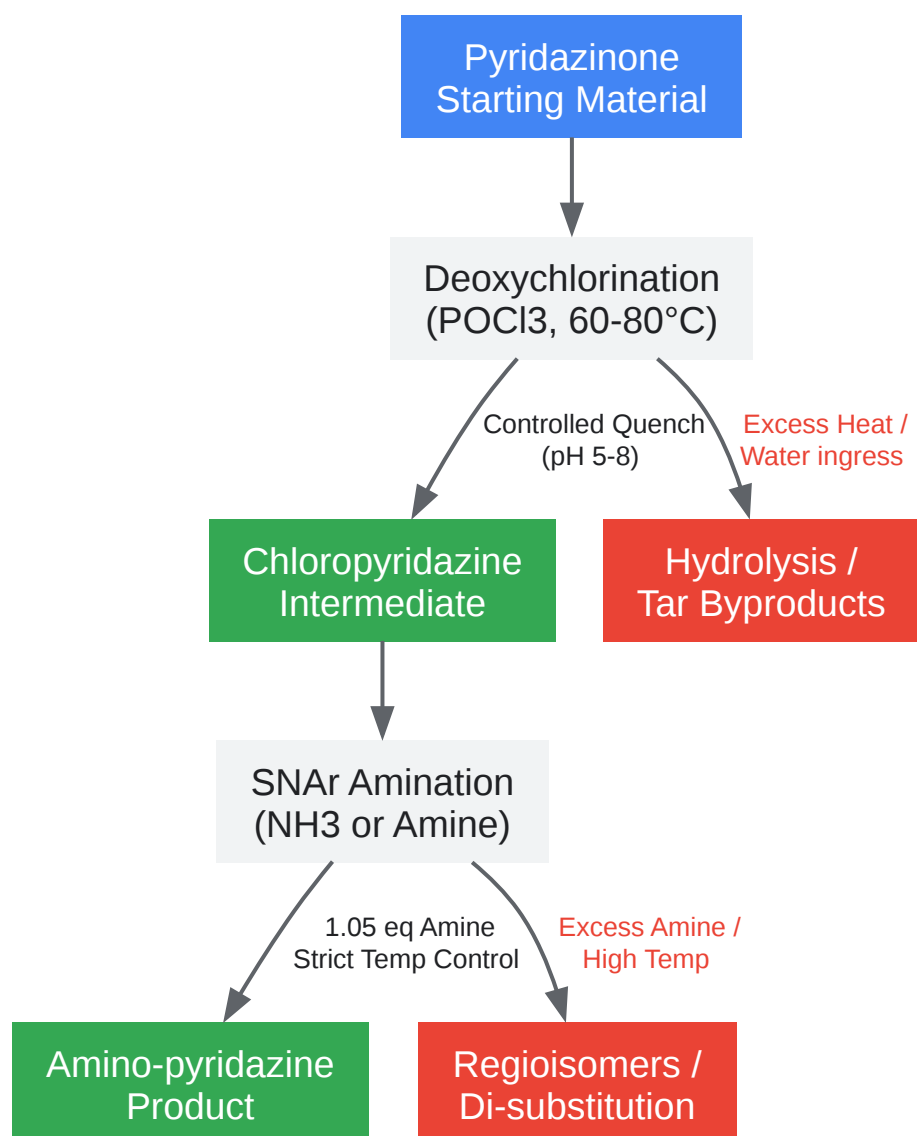 Pyridazinone
Starting Material
Deoxychlorination
(POCl3, 60-80°C)
Controlled Quench
(pH 5-8)
Excess Heat /
Water ingress
Chloropyridazine
Intermediate
Hydrolysis /
Tar Byproducts
SNAr Amination
(NH3 or Amine)
1.05 eq Amine
Strict Temp Control
Excess Amine /
High Temp
Amino-pyridazine
Product
Regioisomers /
Di-substitution